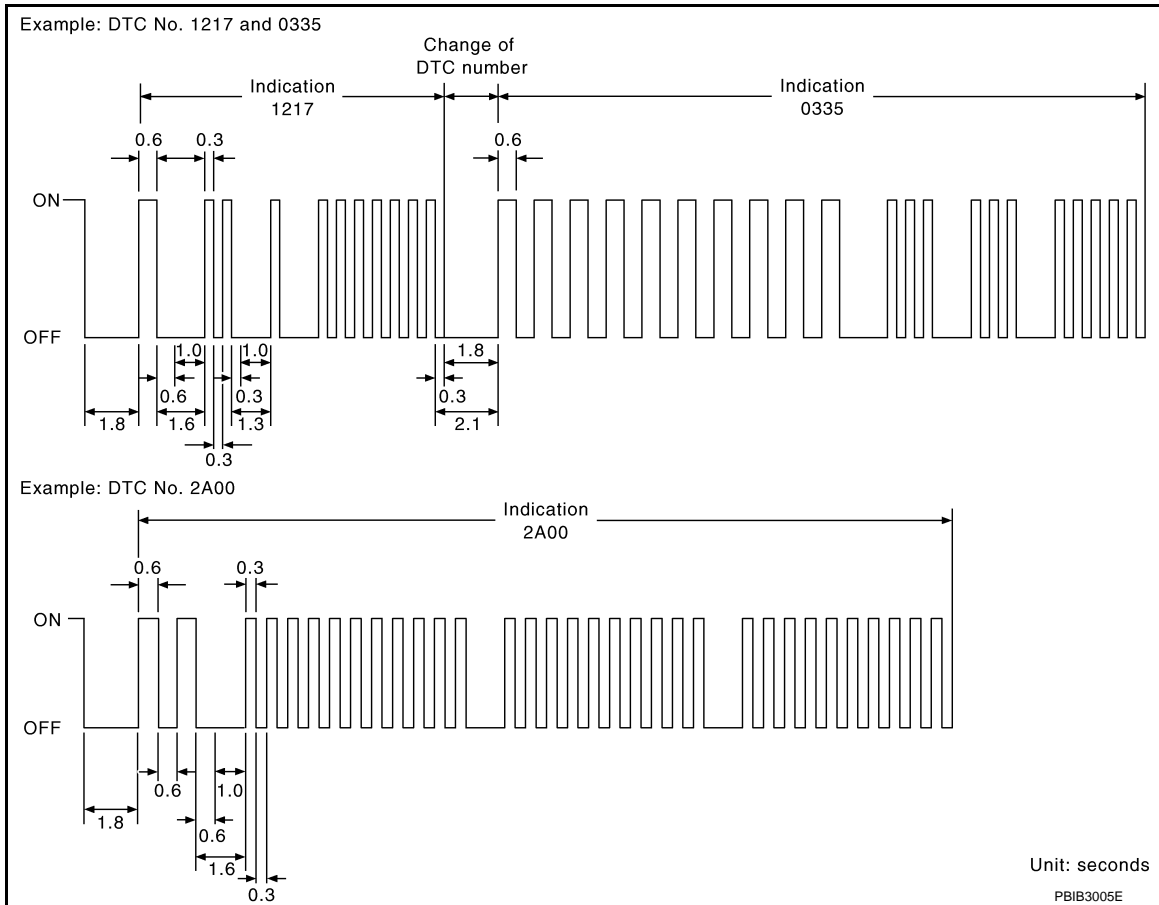 Example: DTC No. 1217 and 0335
Change of
DTC number
Indication
1217
Indication
0335
0.6
0.3
0.6
ON
OFF
1.0
1.0
1.8
0.6
0.3
0.3
1.8
1.6
1.3
2.1
0.3
Example: DTC No. 2A00
Indication
2A00
0.6
0.3
ON
OFF
0.6
1.0
1.8
0.6
1.6
0.3
Unit: seconds
PBIB3005E